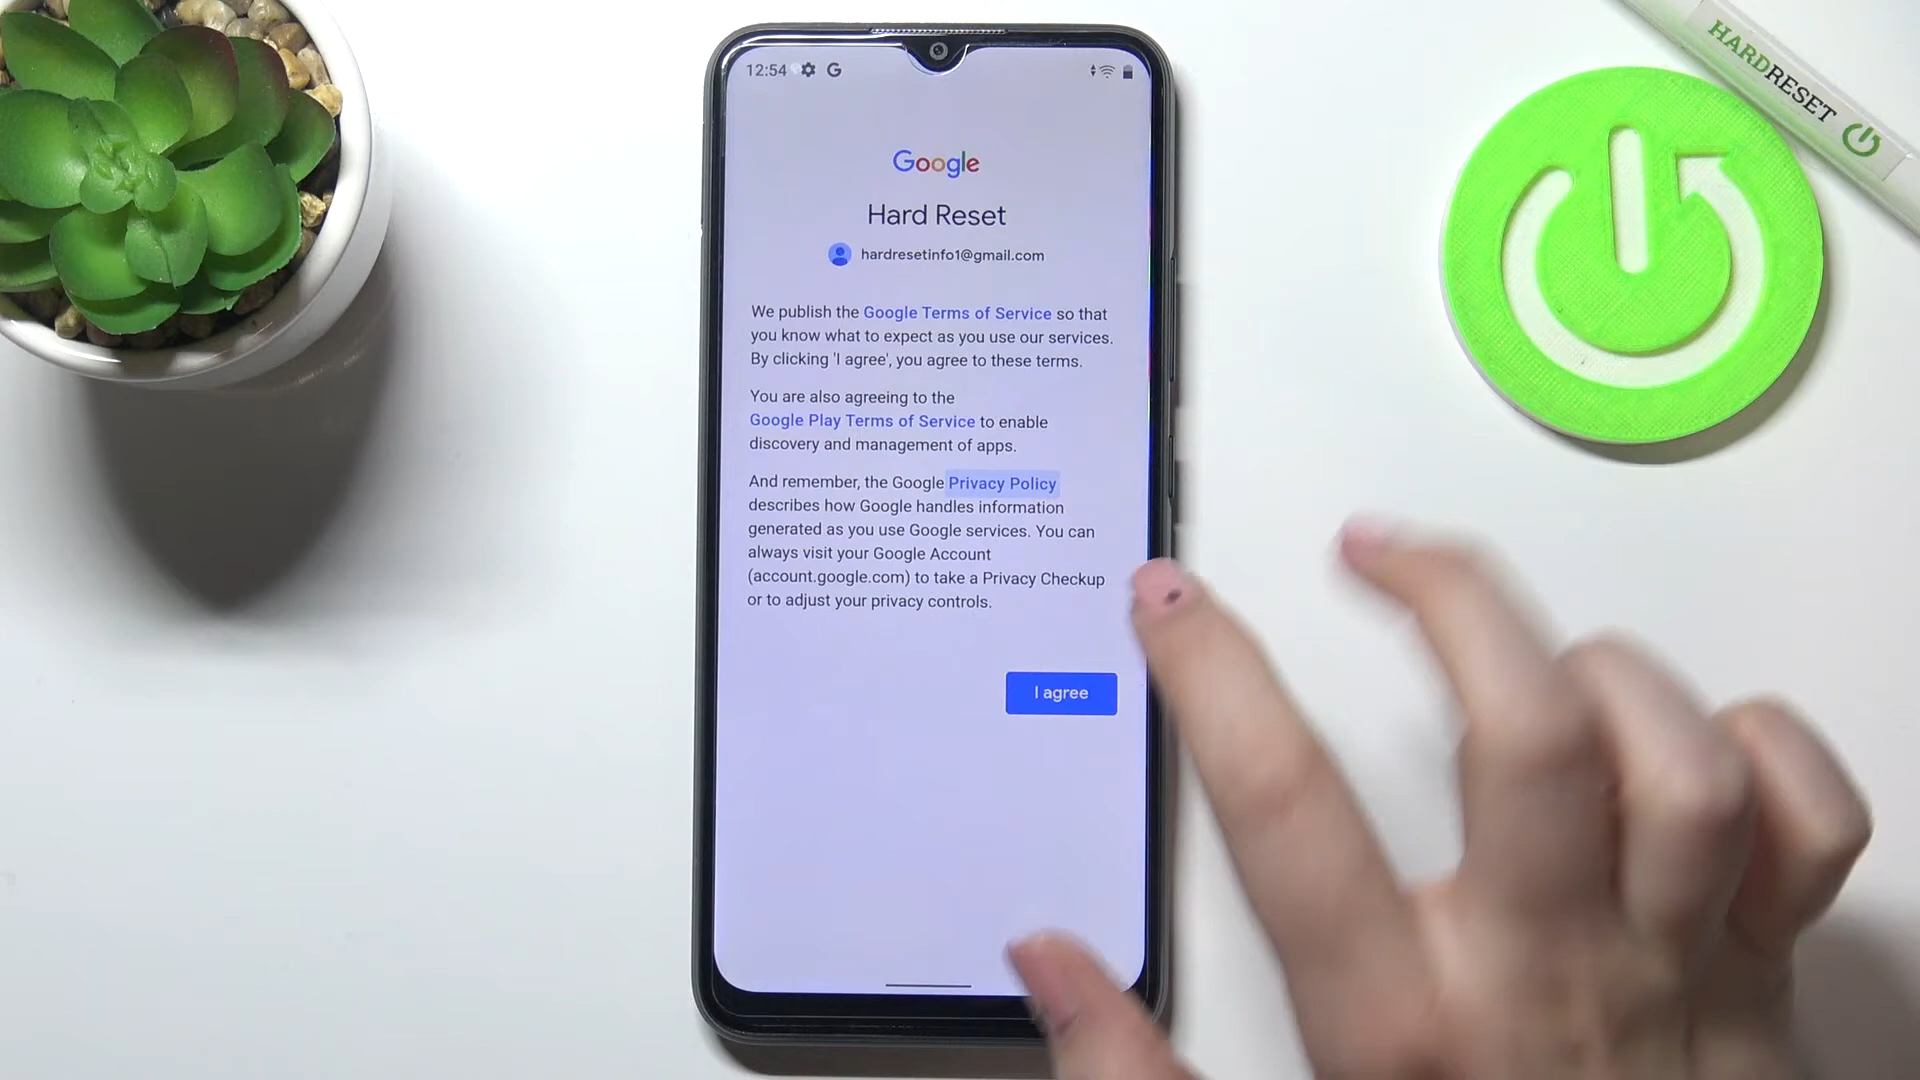 12:54 G
Google
Hard Reset
hardresetinfo1@gmail.com
We publish the Google Terms of Service so that
you know what to expect as you use our services.
By clicking 'I agree', you agree to these terms.
You are also agreeing to the
Google Play Terms of Service to enable
discovery and management of apps.
And remember, the Google Privacy Policy
describes how Google handles information
generated as you use Google services. You can
always visit your Google Account
(account.google.com) to take a Privacy Checkup
or to adjust your privacy controls.
I agree
HARDRESET